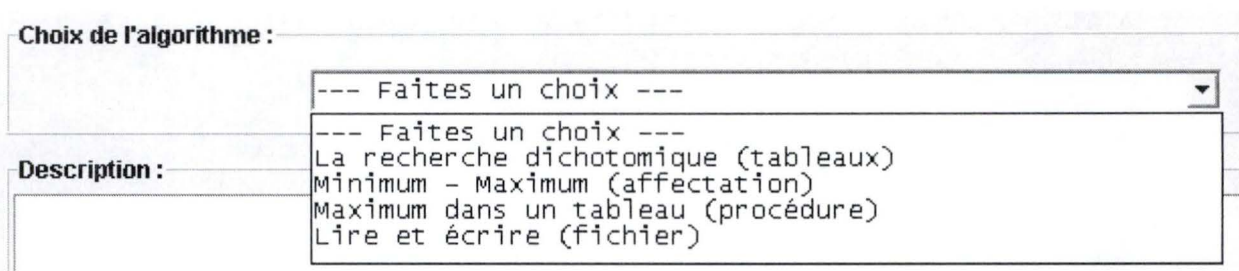 Choix de l'algorithme :
--- Faites un choix ---
--- Faites un choix ---
La recherche dichotomique (tableaux)
Minimum - Maximum (affectation)
Description :
Maximum dans un tableau (procédure)
Lire et écrire (fichier)